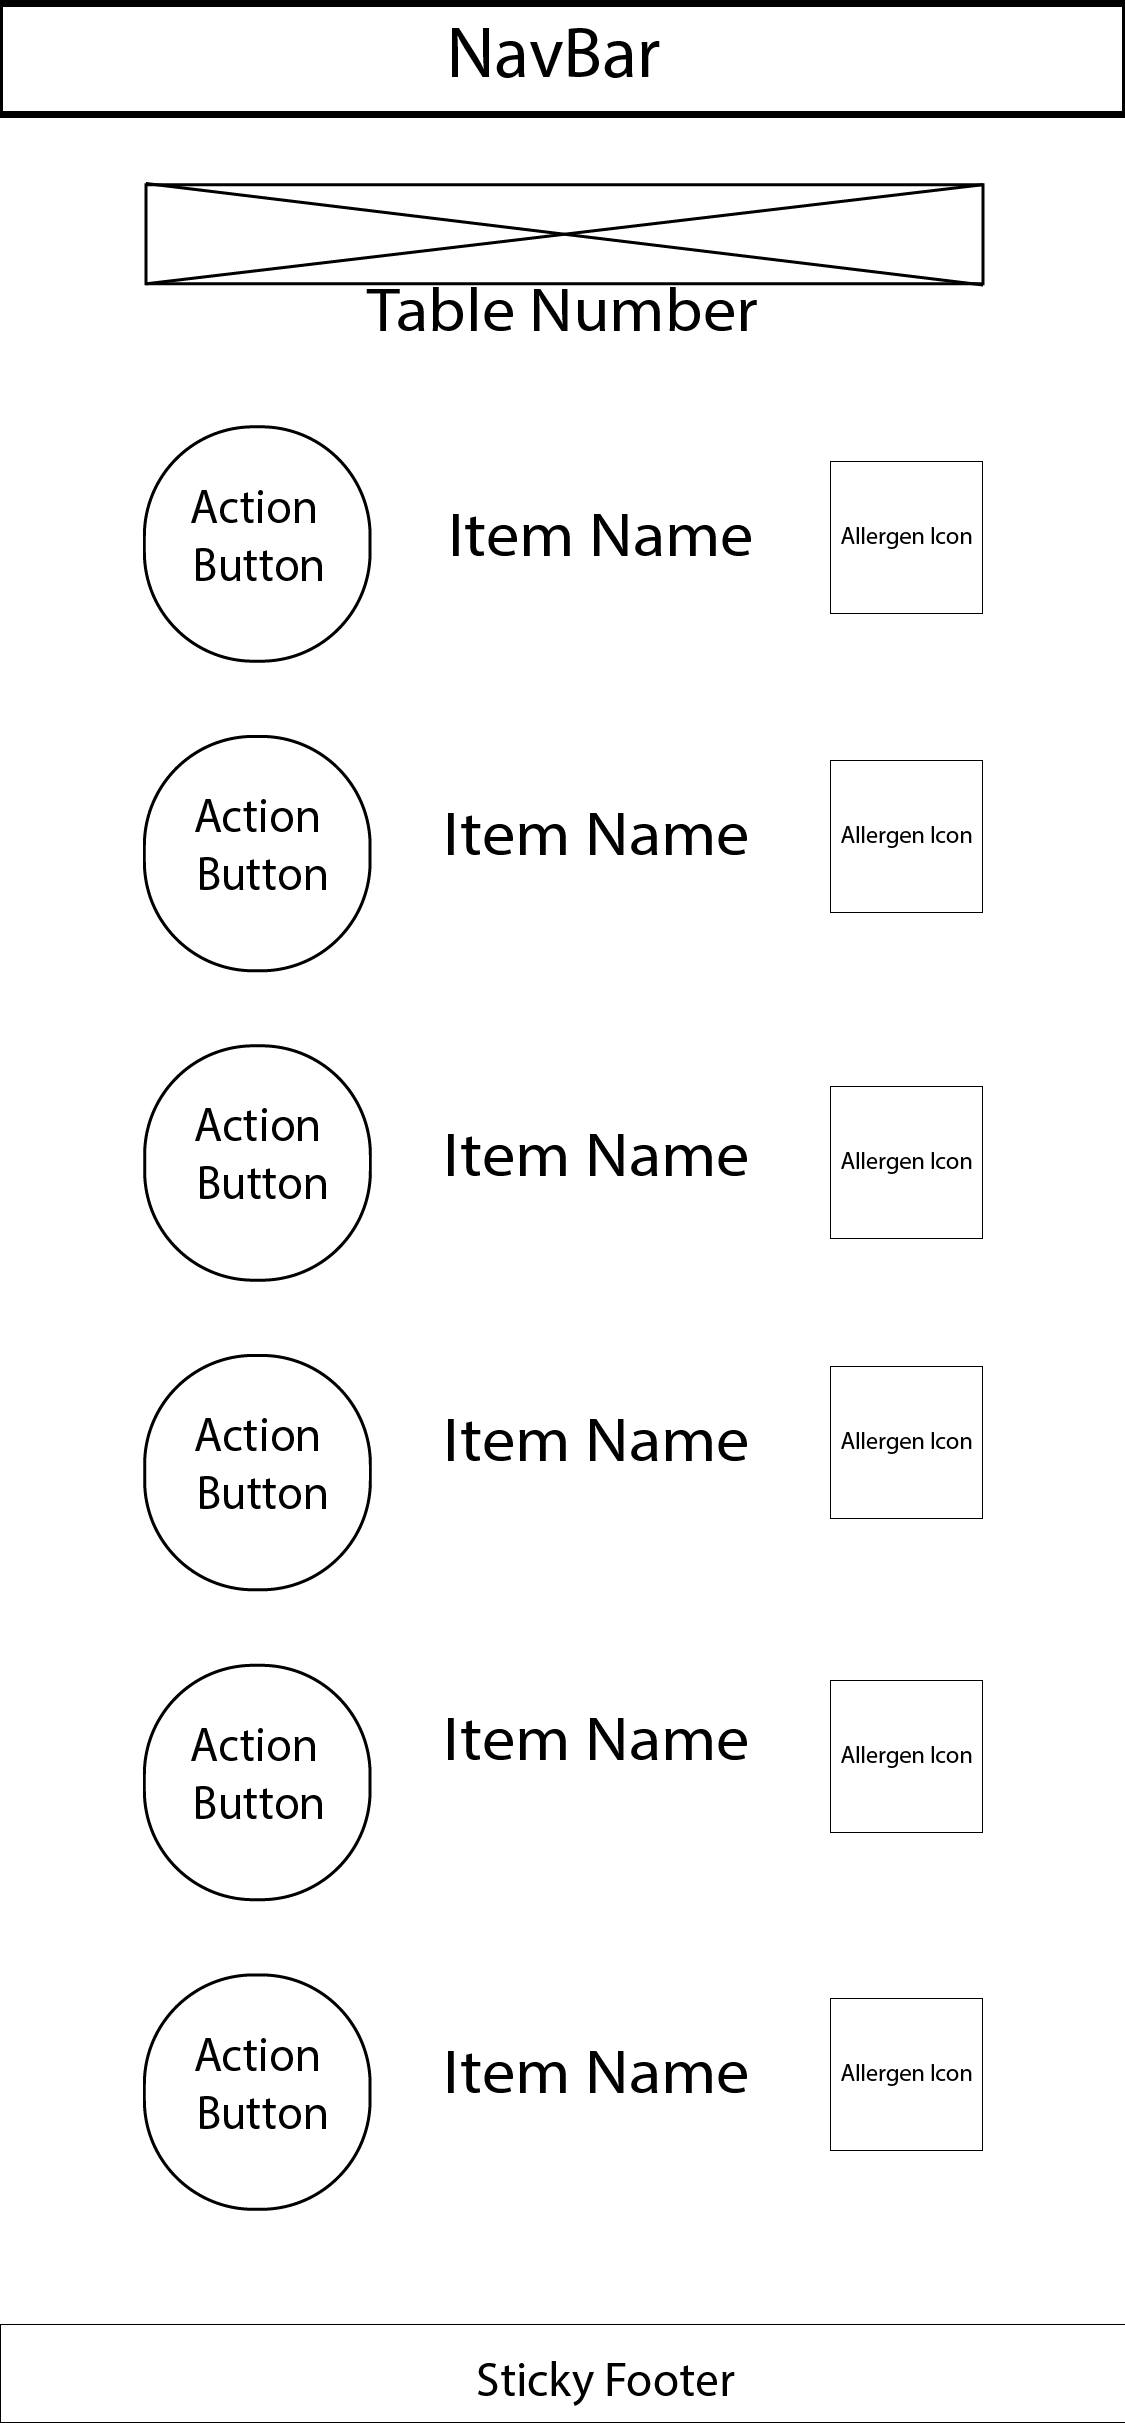 NavBar
Table Number
Action
Button
Item Name
Allergen Icon
Action
Button
Item Name
Allergen Icon
Action
Button
Item Name
Allergen Icon
Action
Button
Item Name
Allergen Icon
Action
Button
Item Name
Allergen Icon
Action
Button
Item Name
Allergen Icon
Sticky Footer